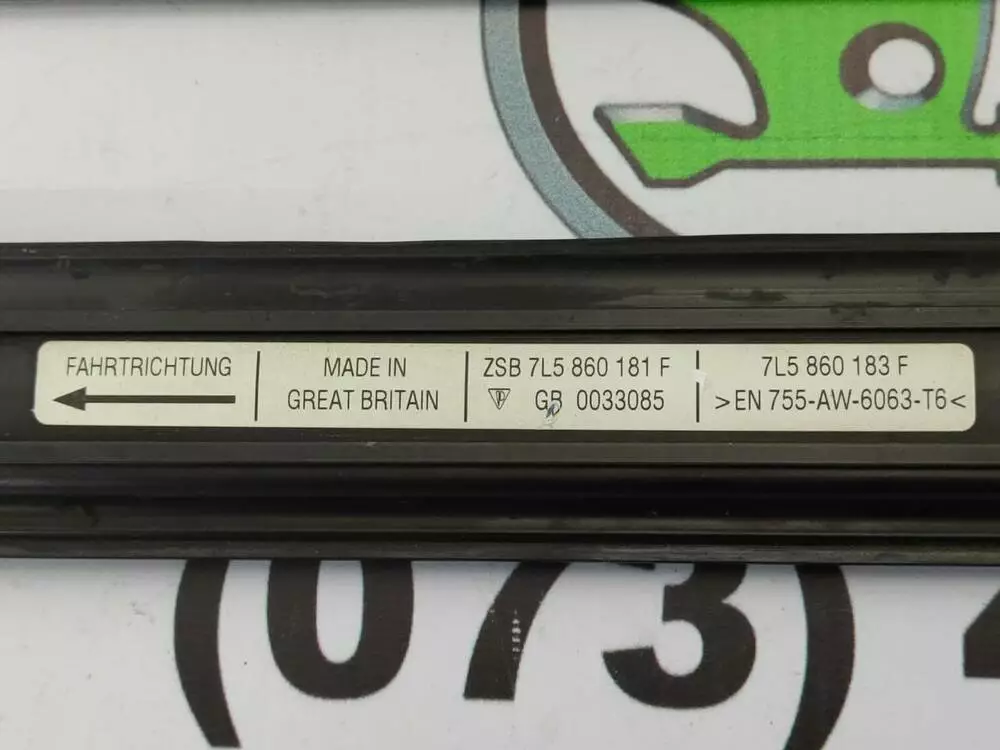 FAHRTRICHTUNG
MADE IN
GREAT BRITAIN
ZSB 7L5 860 181 F
GB 0033085
7L5 860 183 F
>EN 755-AW-6063-T6<
(073)